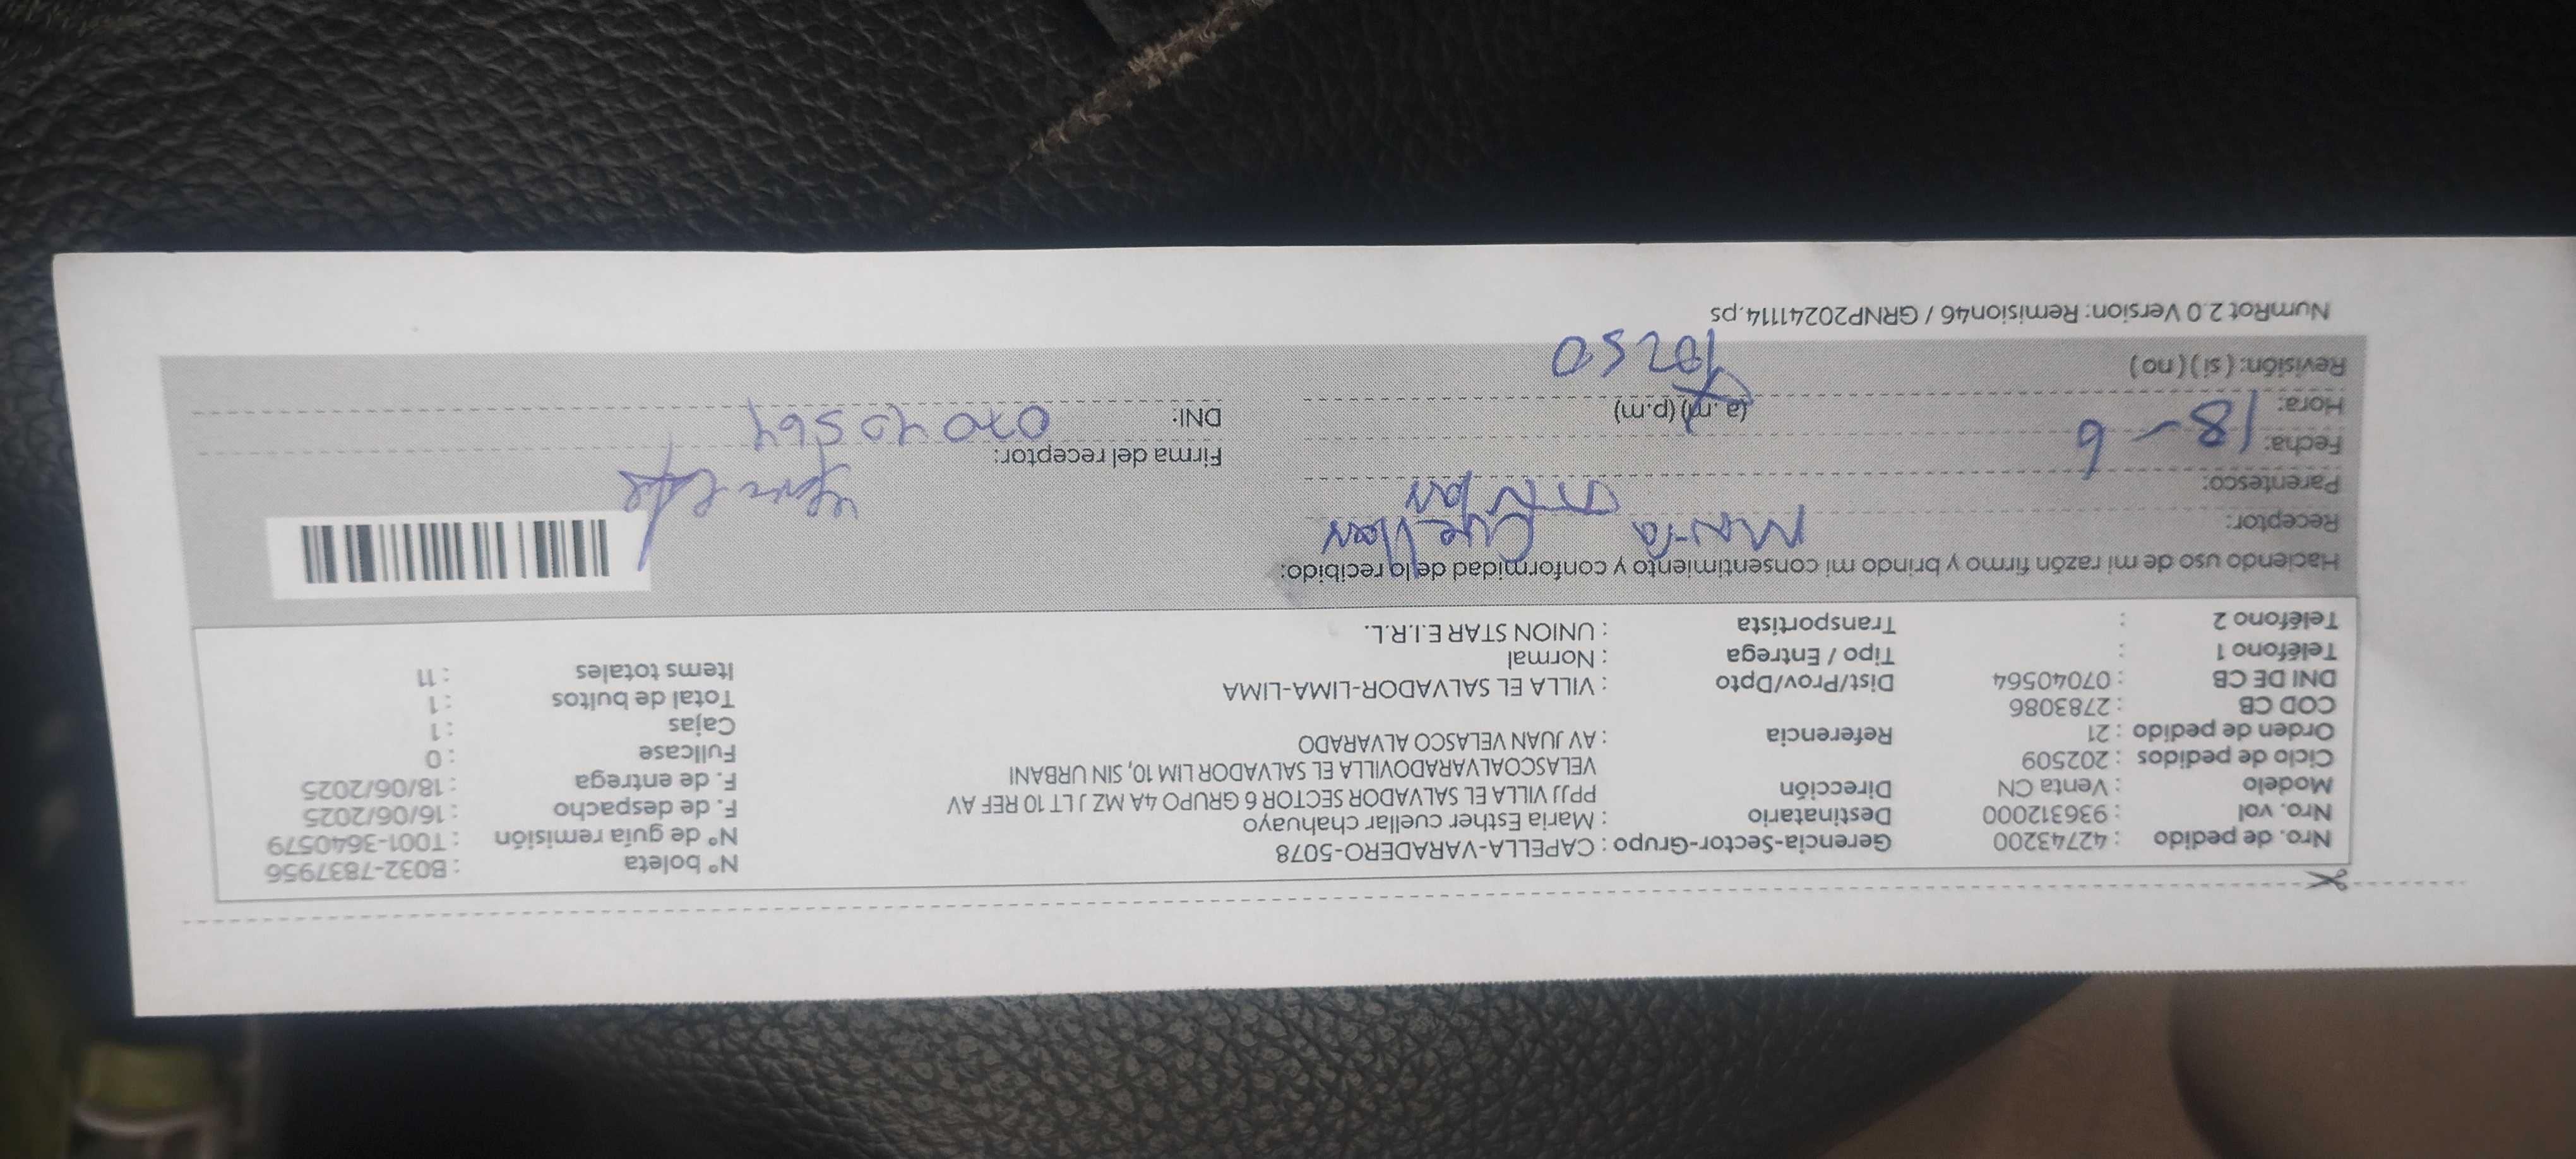 Nro. de pedido : 42743200 Gerencia-Sector-Grupo : CAPELLA-VARADERO-5078 N° boleta : B032-7837956
Nro. vol : 936312000 Destinatario : Maria Esther cuellar chahuayo N° de guía remisión : T001-3640579
Modelo : Venta CN Dirección PPJJ VILLA EL SALVADOR SECTOR 6 GRUPO 4A MZ J LT 10 REF AV F. de despacho : 16/06/2025
Ciclo de pedidos : 202509 VELASCOALVARADOVILLA EL SALVADOR LIM 10, SIN URBANI F. de entrega : 18/06/2025
Orden de pedido : 21 Referencia : AV JUAN VELASCO ALVARADO Fullcase : 0
COD CB : 2783086 Cajas : 1
DNI DE CB : 07040564 Dist/Prov/Dpto : VILLA EL SALVADOR-LIMA-LIMA Total de bultos : 1
Teléfono 1 : Tipo / Entrega : Normal Items totales : 11
Teléfono 2 : Transportista : UNION STAR E.I.R.L.
Haciendo uso de mi razón firmo y brindo mi consentimiento y conformidad de lo recibido:
Receptor: Maria Cuellar
Parentesco: titular
Fecha: 18-6 Firma del receptor:
Hora: (a.m) (p.m) DNI: 07040564
Revisión: (si) (no) 10250
NumRot 2.0 Version: Remision46 / GRNP20241114.ps